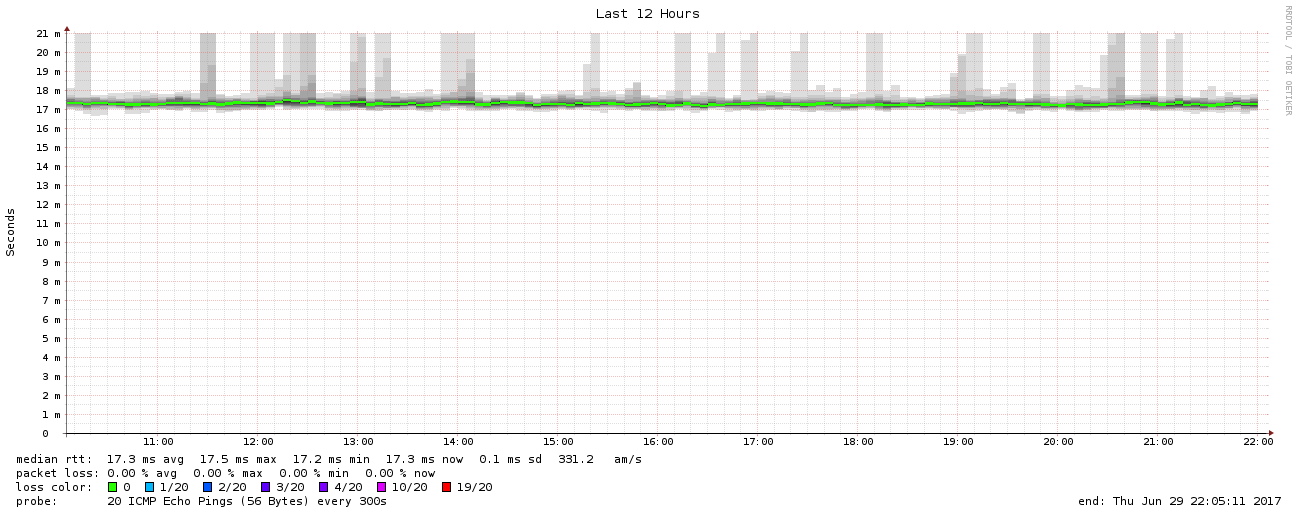 Last 12 Hours
RRDTOOL / TOBI OETIKER
Seconds
21 m
20 m
19 m
18 m
17 m
16 m
15 m
14 m
13 m
12 m
11 m
10 m
9 m
8 m
7 m
6 m
5 m
4 m
3 m
2 m
1 m
0
11:00 12:00 13:00 14:00 15:00 16:00 17:00 18:00 19:00 20:00 21:00 22:00
median rtt: 17.3 ms avg 17.5 ms max 17.2 ms min 17.3 ms now 0.1 ms sd 331.2 am/s
packet loss: 0.00 % avg 0.00 % max 0.00 % min 0.00 % now
loss color: 0 1/20 2/20 3/20 4/20 10/20 19/20
probe: 20 ICMP Echo Pings (56 Bytes) every 300s end: Thu Jun 29 22:05:11 2017